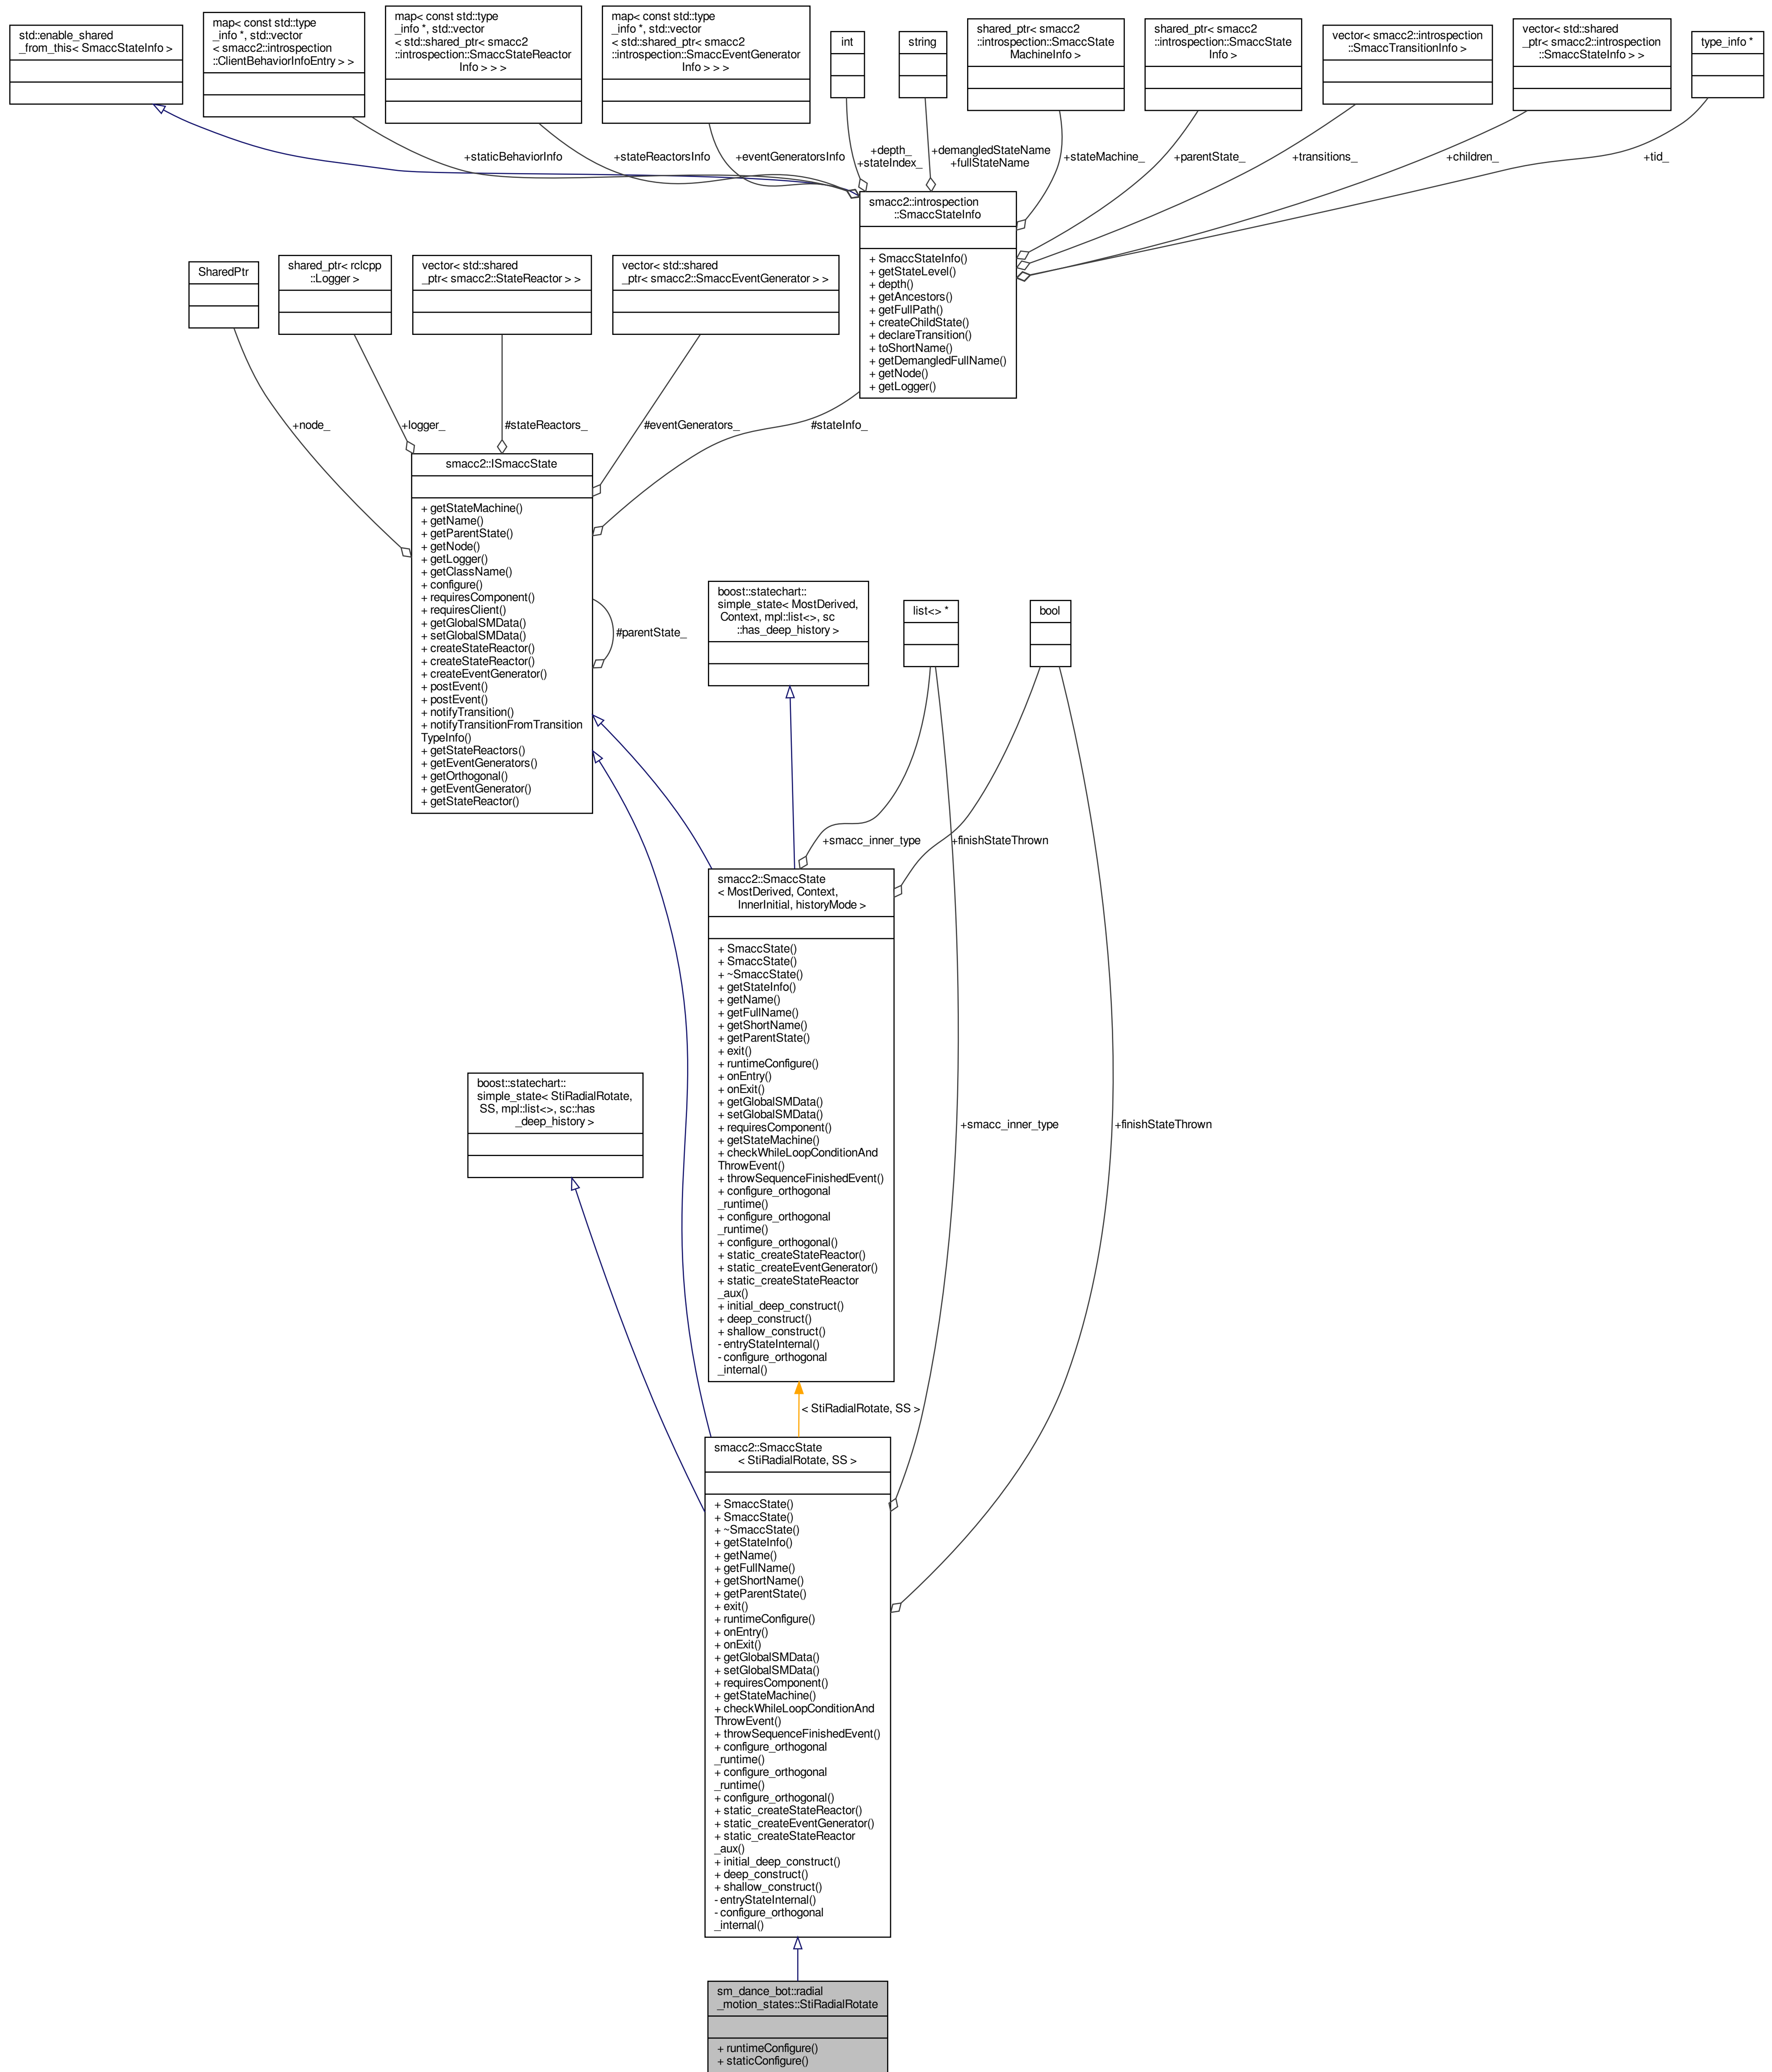 std::enable_shared
_from_this< SmaccStateInfo >
map< const std::type
_info *, std::vector
< smacc2::introspection
::ClientBehaviorInfoEntry > >
map< const std::type
_info *, std::vector
< std::shared_ptr< smacc2
::introspection::SmaccStateReactor
Info > > >
map< const std::type
_info *, std::vector
< std::shared_ptr< smacc2
::introspection::SmaccEventGenerator
Info > > >
int
string
shared_ptr< smacc2
::introspection::SmaccState
MachineInfo >
shared_ptr< smacc2
::introspection::SmaccState
Info >
vector< smacc2::introspection
::SmaccTransitionInfo >
vector< std::shared
_ptr< smacc2::introspection
::SmaccStateInfo > >
type_info *
+staticBehaviorInfo
+stateReactorsInfo
+eventGeneratorsInfo
+depth_
+stateIndex_
+demangledStateName
+fullStateName
+stateMachine_
+parentState_
+transitions_
+children_
+tid_
smacc2::introspection
::SmaccStateInfo
+ SmaccStateInfo()
+ getStateLevel()
+ depth()
+ getAncestors()
+ getFullPath()
+ createChildState()
+ declareTransition()
+ toShortName()
+ getDemangledFullName()
+ getNode()
+ getLogger()
SharedPtr
shared_ptr< rclcpp
::Logger >
vector< std::shared
_ptr< smacc2::StateReactor > >
vector< std::shared
_ptr< smacc2::SmaccEventGenerator > >
+node_
+logger_
#stateReactors_
#eventGenerators_
#stateInfo_
smacc2::ISmaccState
+ getStateMachine()
+ getName()
+ getParentState()
+ getNode()
+ getLogger()
+ getClassName()
+ configure()
+ requiresComponent()
+ requiresClient()
+ getGlobalSMData()
+ setGlobalSMData()
+ createStateReactor()
+ createStateReactor()
+ createEventGenerator()
+ postEvent()
+ postEvent()
+ notifyTransition()
+ notifyTransitionFromTransition
TypeInfo()
+ getStateReactors()
+ getEventGenerators()
+ getOrthogonal()
+ getEventGenerator()
+ getStateReactor()
#parentState_
boost::statechart::
simple_state< MostDerived,
Context, mpl::list<>, sc
::has_deep_history >
list<> *
bool
+smacc_inner_type
+finishStateThrown
smacc2::SmaccState
< MostDerived, Context,
InnerInitial, historyMode >
+ SmaccState()
+ SmaccState()
+ ~SmaccState()
+ getStateInfo()
+ getName()
+ getFullName()
+ getShortName()
+ getParentState()
+ exit()
+ runtimeConfigure()
+ onEntry()
+ onExit()
+ getGlobalSMData()
+ setGlobalSMData()
+ requiresComponent()
+ getStateMachine()
+ checkWhileLoopConditionAnd
ThrowEvent()
+ throwSequenceFinishedEvent()
+ configure_orthogonal
_runtime()
+ configure_orthogonal
_runtime()
+ configure_orthogonal()
+ static_createStateReactor()
+ static_createEventGenerator()
+ static_createStateReactor
_aux()
+ initial_deep_construct()
+ deep_construct()
+ shallow_construct()
- entryStateInternal()
- configure_orthogonal
_internal()
boost::statechart::
simple_state< StiRadialRotate,
SS, mpl::list<>, sc::has
_deep_history >
+smacc_inner_type
+finishStateThrown
< StiRadialRotate, SS >
smacc2::SmaccState
< StiRadialRotate, SS >
+ SmaccState()
+ SmaccState()
+ ~SmaccState()
+ getStateInfo()
+ getName()
+ getFullName()
+ getShortName()
+ getParentState()
+ exit()
+ runtimeConfigure()
+ onEntry()
+ onExit()
+ getGlobalSMData()
+ setGlobalSMData()
+ requiresComponent()
+ getStateMachine()
+ checkWhileLoopConditionAnd
ThrowEvent()
+ throwSequenceFinishedEvent()
+ configure_orthogonal
_runtime()
+ configure_orthogonal
_runtime()
+ configure_orthogonal()
+ static_createStateReactor()
+ static_createEventGenerator()
+ static_createStateReactor
_aux()
+ initial_deep_construct()
+ deep_construct()
+ shallow_construct()
- entryStateInternal()
- configure_orthogonal
_internal()
sm_dance_bot::radial
_motion_states::StiRadialRotate
+ runtimeConfigure()
+ staticConfigure()